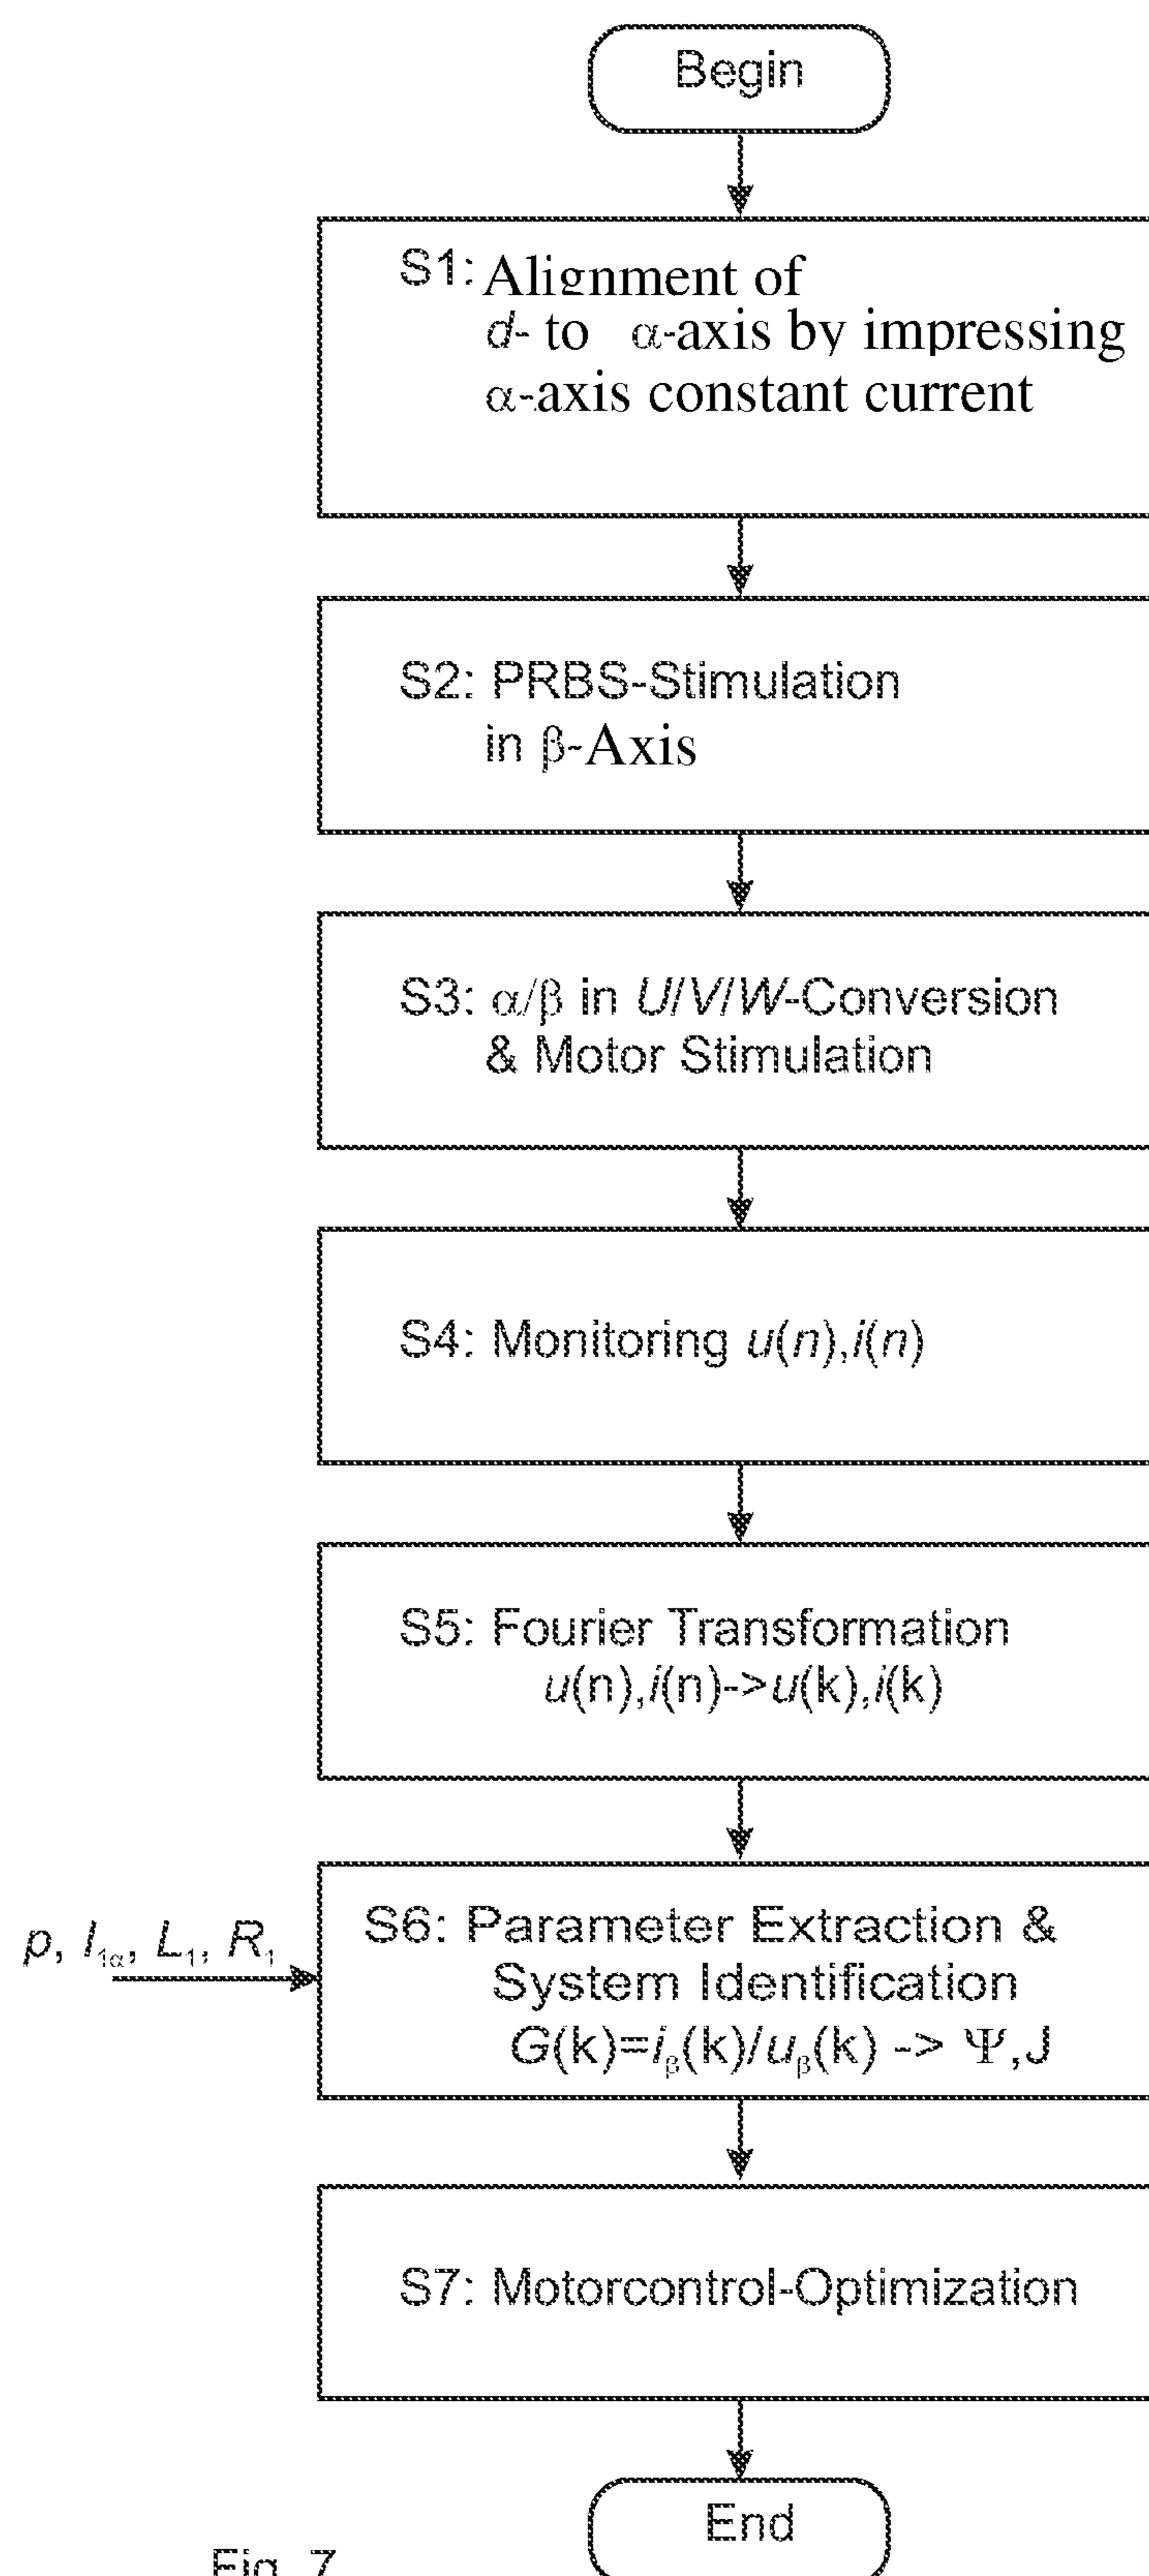 Begin
S1: Alignment of
d- to α-axis by impressing
α-axis constant current
S2: PRBS-Stimulation
in β-Axis
S3: α/β in U/V/W-Conversion
& Motor Stimulation
S4: Monitoring u(n),i(n)
S5: Fourier Transformation
u(n),i(n)->u(k),i(k)
p, I1α, L1, R1
S6: Parameter Extraction &
System Identification
G(k)=iβ(k)/uβ(k) -> Ψ,J
S7: Motorcontrol-Optimization
End
Fig. 7